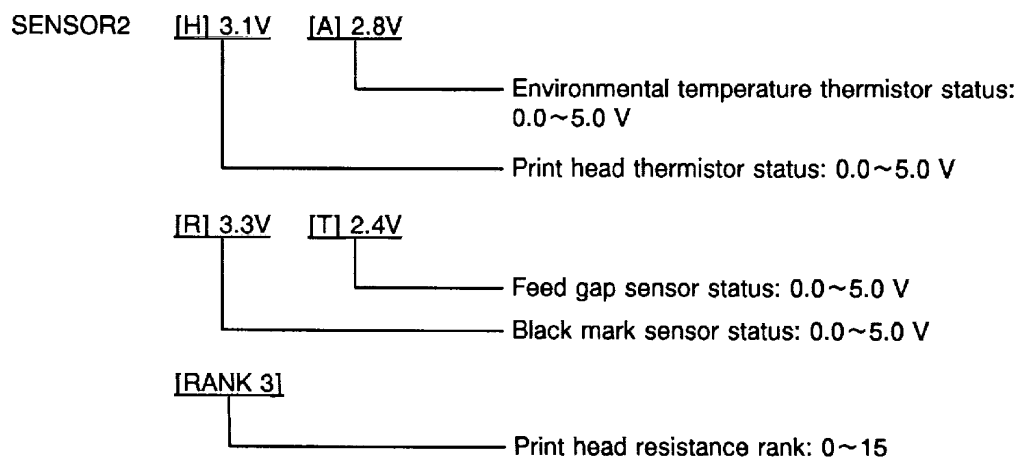 SENSOR2 [H] 3.1V [A] 2.8V
Environmental temperature thermistor status:
0.0~5.0 V
Print head thermistor status: 0.0~5.0 V
[R] 3.3V [T] 2.4V
Feed gap sensor status: 0.0~5.0 V
Black mark sensor status: 0.0~5.0 V
[RANK 3]
Print head resistance rank: 0~15